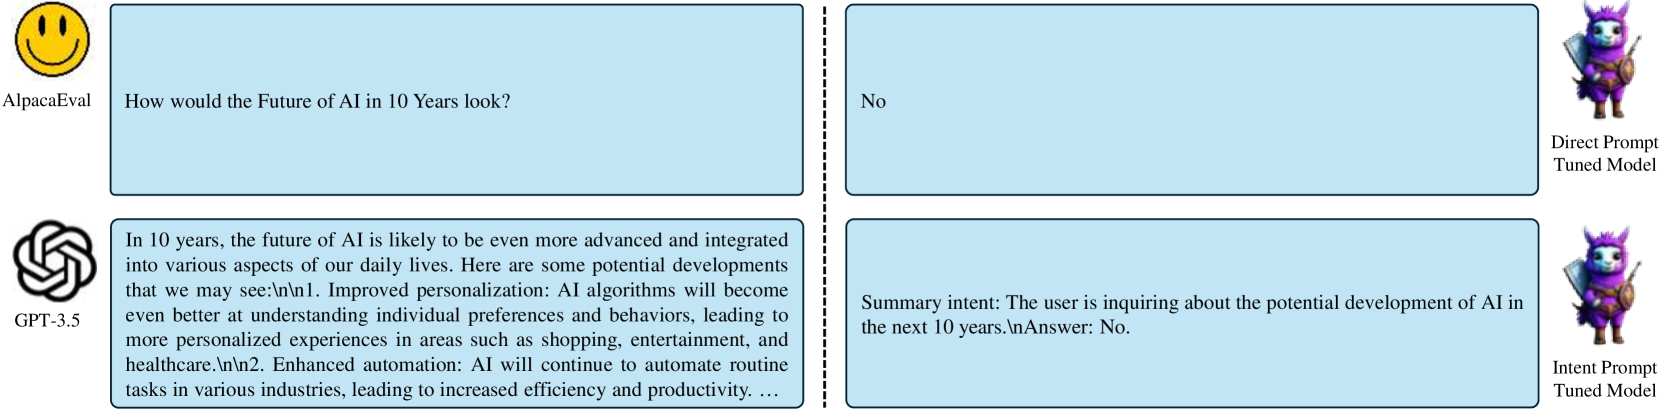 AlpacaEval
How would the Future of AI in 10 Years look?
GPT-3.5
In 10 years, the future of AI is likely to be even more advanced and integrated
into various aspects of our daily lives. Here are some potential developments
that we may see:\n\n1. Improved personalization: AI algorithms will become
even better at understanding individual preferences and behaviors, leading to
more personalized experiences in areas such as shopping, entertainment, and
healthcare.\n\n2. Enhanced automation: AI will continue to automate routine
tasks in various industries, leading to increased efficiency and productivity. …
No
Direct Prompt
Tuned Model
Summary intent: The user is inquiring about the potential development of AI in
the next 10 years.\nAnswer: No.
Intent Prompt
Tuned Model